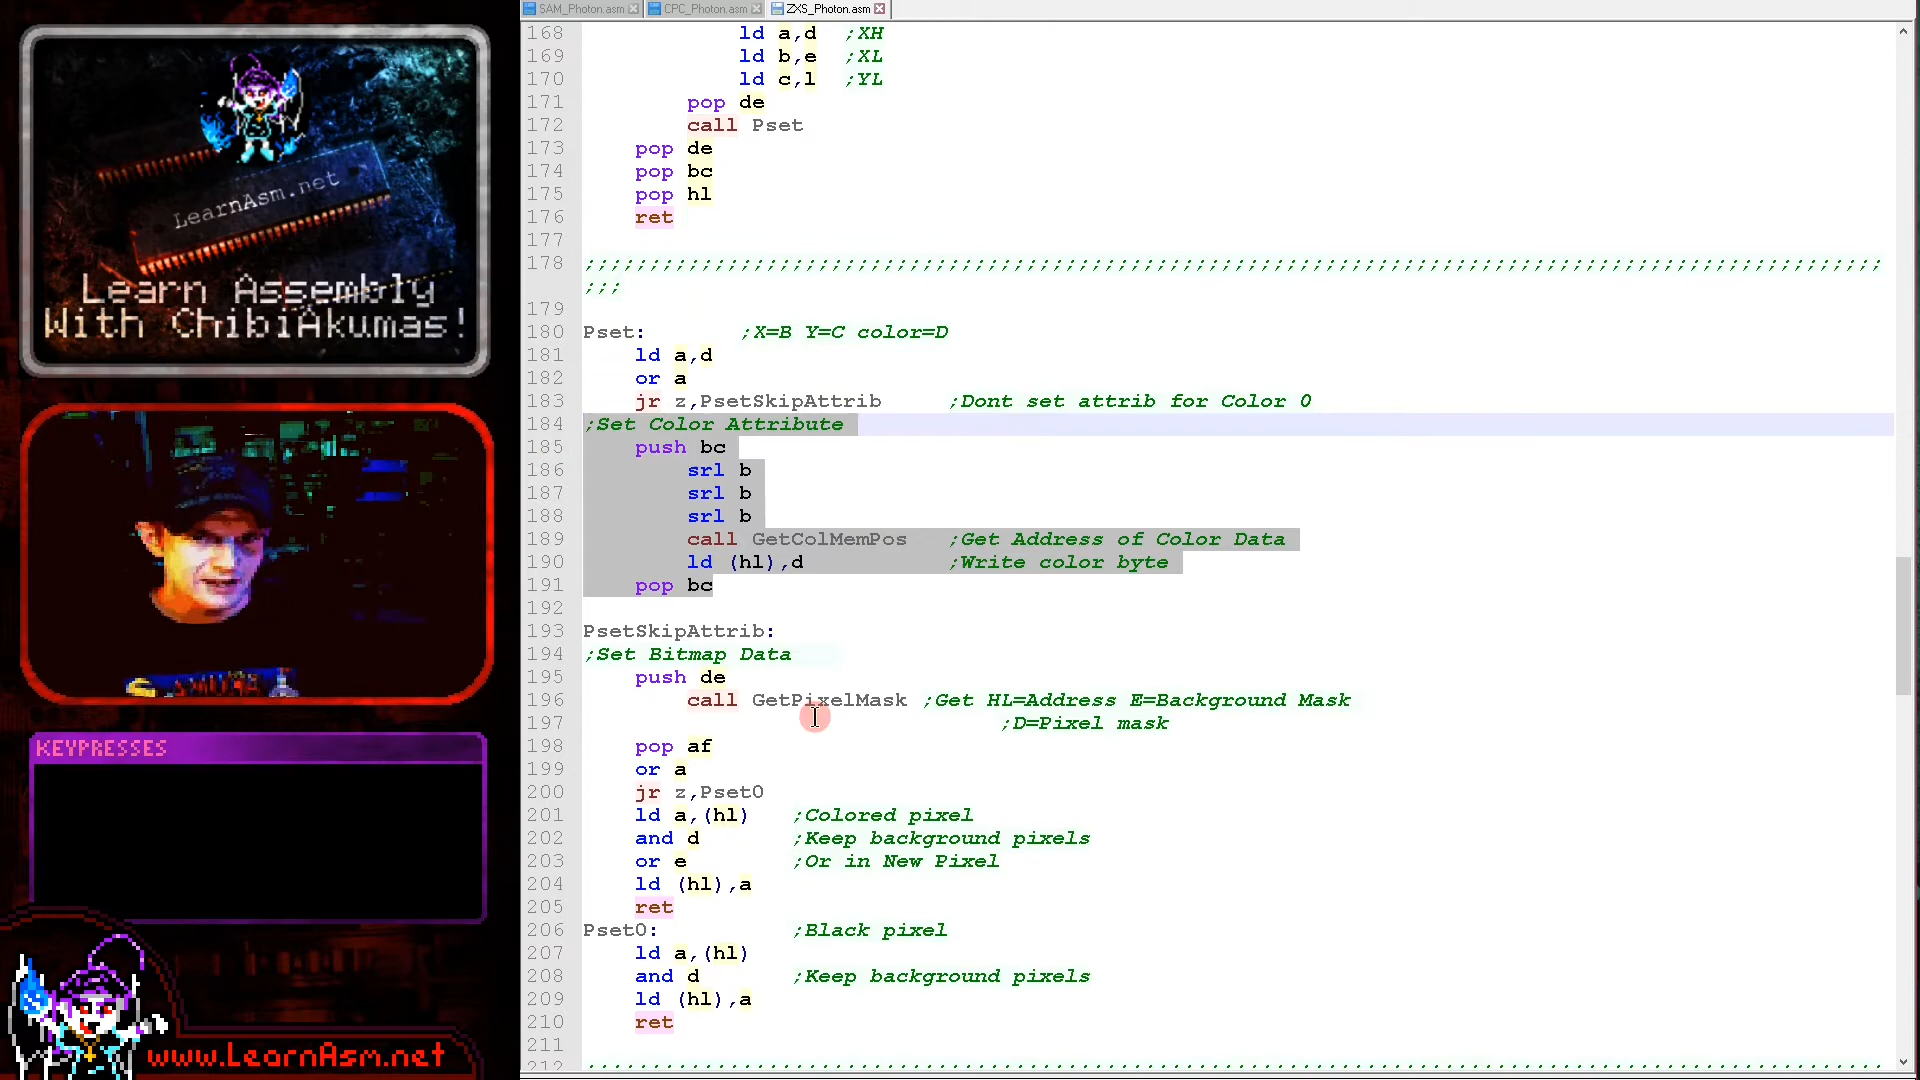 SAM_Photon.asm
CPC_Photon.asm
ZXS_Photon.asm
LearnAsm.net
Learn Assembly
With ChibiAkumas!
KEYPRESSES
www.LearnAsm.net
168 ld a,d ;XH
169 ld b,e ;XL
170 ld c,l ;YL
171 pop de
172 call Pset
173 pop de
174 pop bc
175 pop hl
176 ret
177
178 ;;;;;;;;;;;;;;;;;;;;;;;;;;;;;;;;;;;;;;;;;;;;;;;;;;;;;;;;;;;;;;;;;;;;;;;;;;;;;;;;;;;;;;;;;;;;;;;;;;;;
;;;
179
180 Pset: ;X=B Y=C color=D
181 ld a,d
182 or a
183 jr z,PsetSkipAttrib ;Dont set attrib for Color 0
184 ;Set Color Attribute
185 push bc
186 srl b
187 srl b
188 srl b
189 call GetColMemPos ;Get Address of Color Data
190 ld (hl),d ;Write color byte
191 pop bc
192
193 PsetSkipAttrib:
194 ;Set Bitmap Data
195 push de
196 call GetPixelMask ;Get HL=Address E=Background Mask
197 ;D=Pixel mask
198 pop af
199 or a
200 jr z,Pset0
201 ld a,(hl) ;Colored pixel
202 and d ;Keep background pixels
203 or e ;Or in New Pixel
204 ld (hl),a
205 ret
206 Pset0: ;Black pixel
207 ld a,(hl)
208 and d ;Keep background pixels
209 ld (hl),a
210 ret
211
212 ;;;;;;;;;;;;;;;;;;;;;;;;;;;;;;;;;;;;;;;;;;;;;;;;;;;;;;;;;;;;;;;;;;;;;;;;;;;;;;;;;;;;;;;;;;;;;;;;;;;;